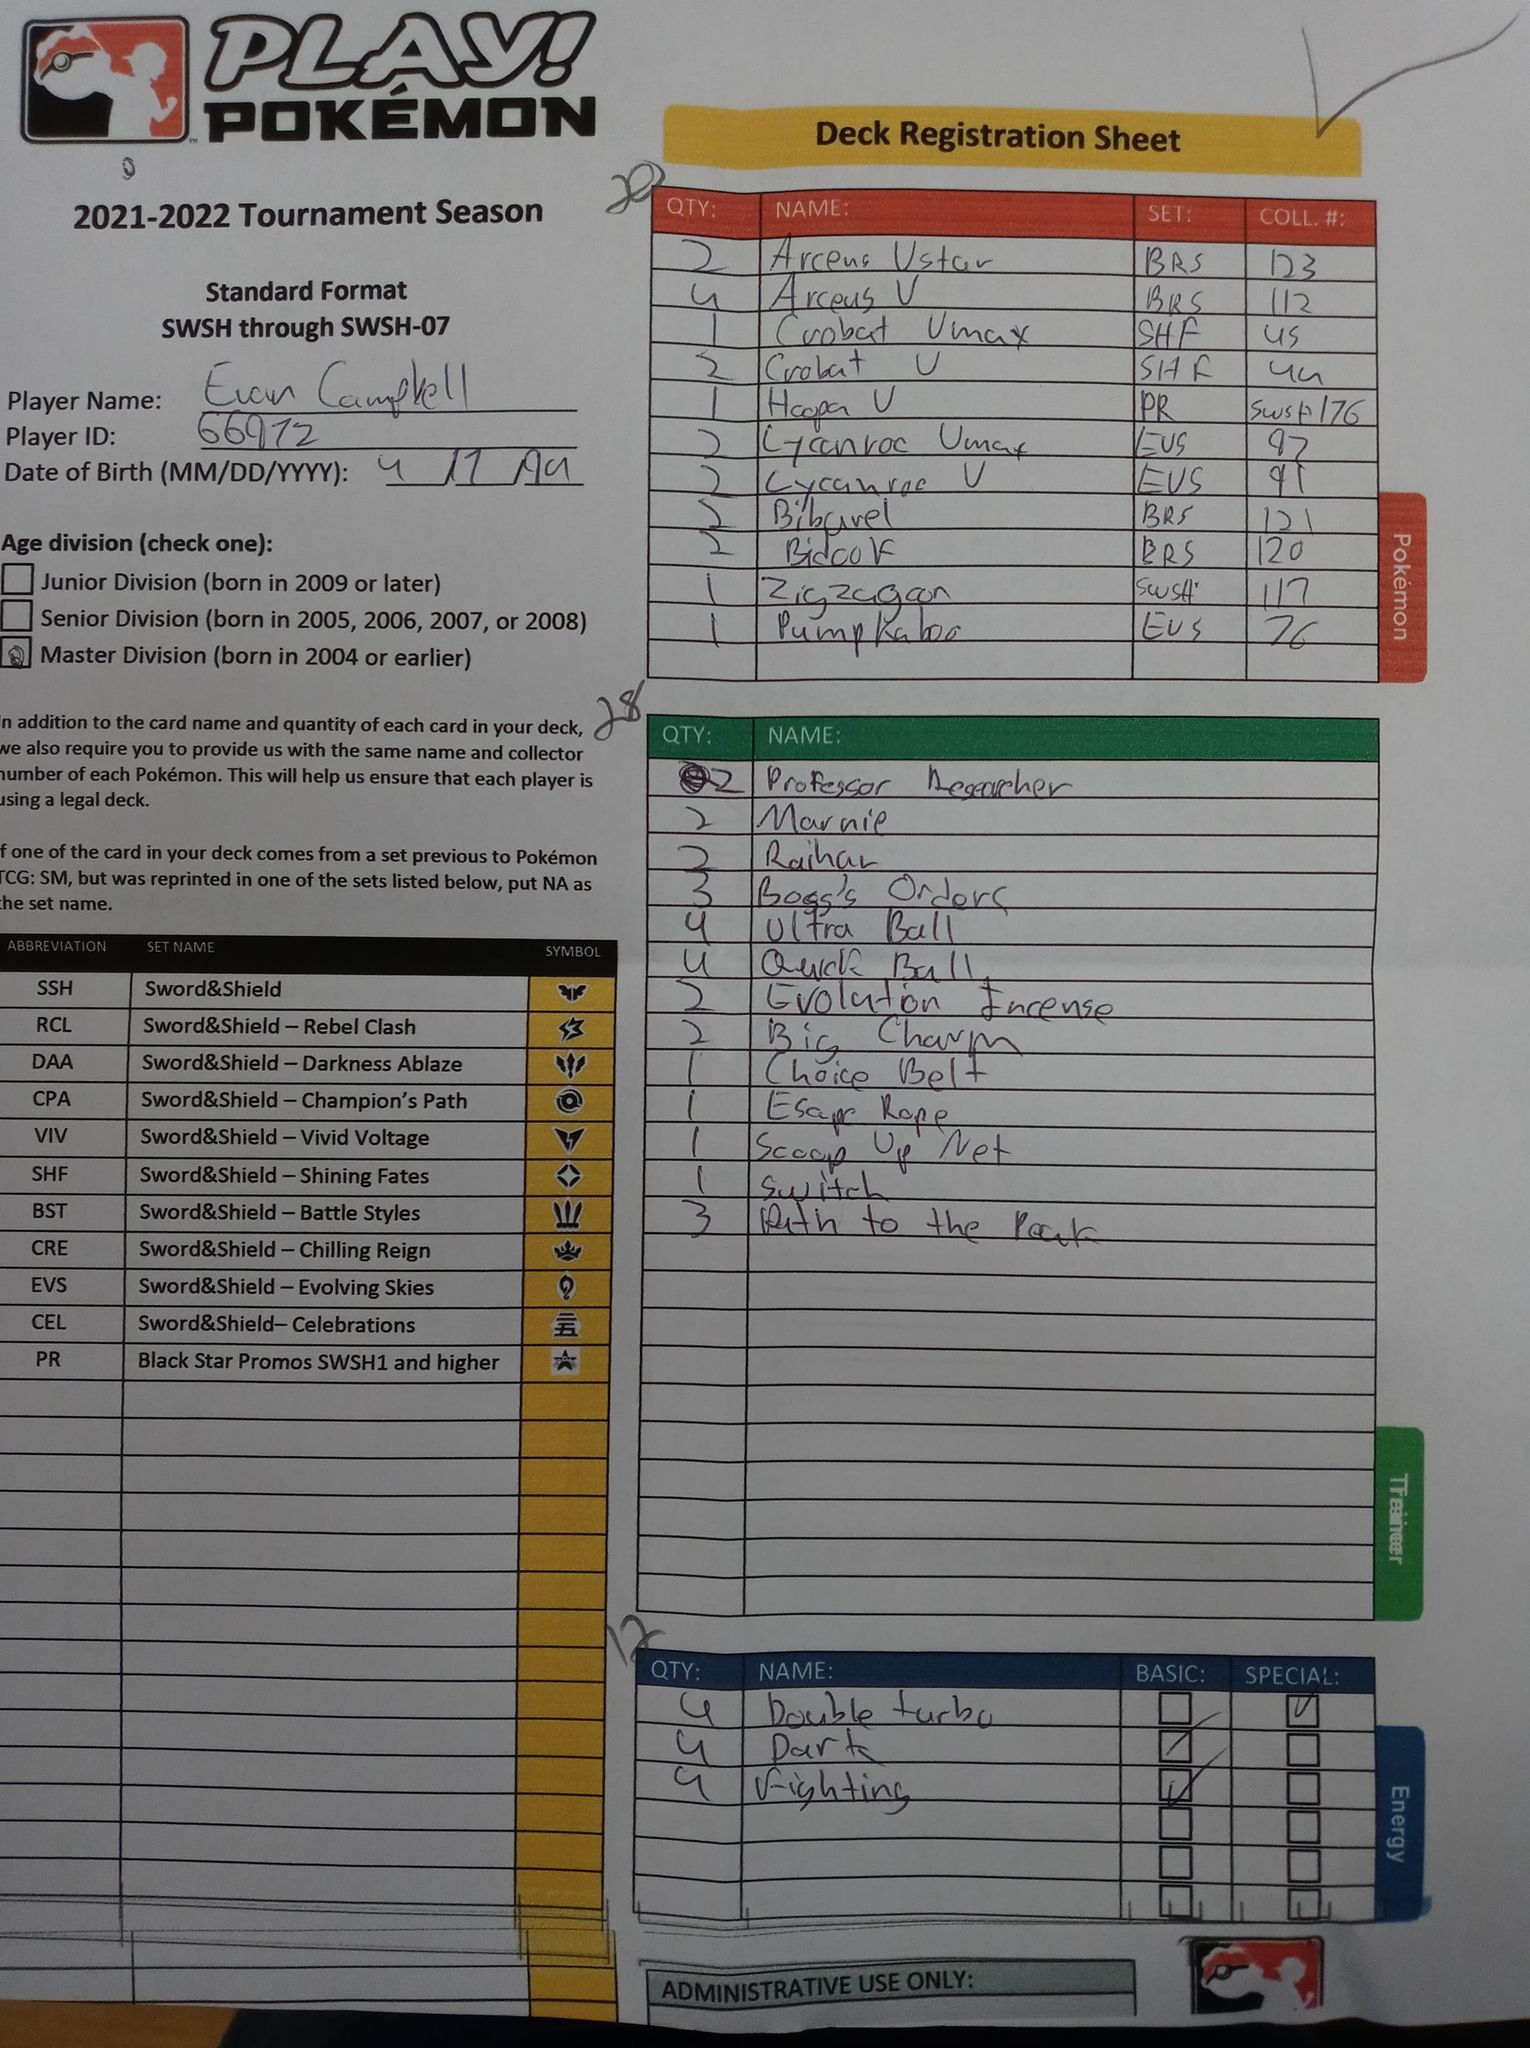 PLAY!
POKÉMON
2021-2022 Tournament Season
Standard Format
SWSH through SWSH-07
Player Name: Evan Campbell
Player ID: 66972
Date of Birth (MM/DD/YYYY): 4 / 7 /
Age division (check one):
Junior Division (born in 2009 or later)
Senior Division (born in 2005, 2006, 2007, or 2008)
Master Division (born in 2004 or earlier)
In addition to the card name and quantity of each card in your deck,
we also require you to provide us with the same name and collector
number of each Pokémon. This will help us ensure that each player is
using a legal deck.
If one of the card in your deck comes from a set previous to Pokémon
TCG: SM, but was reprinted in one of the sets listed below, put NA as
the set name.
ABBREVIATION SET NAME SYMBOL
SSH Sword&Shield
RCL Sword&Shield – Rebel Clash
DAA Sword&Shield – Darkness Ablaze
CPA Sword&Shield – Champion's Path
VIV Sword&Shield – Vivid Voltage
SHF Sword&Shield – Shining Fates
BST Sword&Shield – Battle Styles
CRE Sword&Shield – Chilling Reign
EVS Sword&Shield – Evolving Skies
CEL Sword&Shield– Celebrations
PR Black Star Promos SWSH1 and higher
Deck Registration Sheet
20
QTY: NAME: SET: COLL. #:
2 Arceus Vstar BRS 123
4 Arceus V BRS 112
1 Crobat Vmax SHF 45
2 Crobat V SHF 44
1 Hoopa V PR SWSH176
2 Lycanroc Vmax EVS 92
2 Lycanroc V EVS 91
2 Bibarel BRS 121
2 Bidoof BRS 120
1 Zigzagoon SWSH 117
1 Pumpkaboo EVS 76
Pokémon
28
QTY: NAME:
2 Professor Researcher
2 Marnie
2 Raihan
3 Boss's Orders
4 Ultra Ball
4 Quick Ball
2 Evolution Incense
2 Big Charm
1 Choice Belt
1 Escape Rope
1 Scoop Up Net
1 Switch
3 Path to the Peak
Trainer
12
QTY: NAME: BASIC: SPECIAL:
4 Double turbo
4 Dark
4 Fighting
Energy
ADMINISTRATIVE USE ONLY: